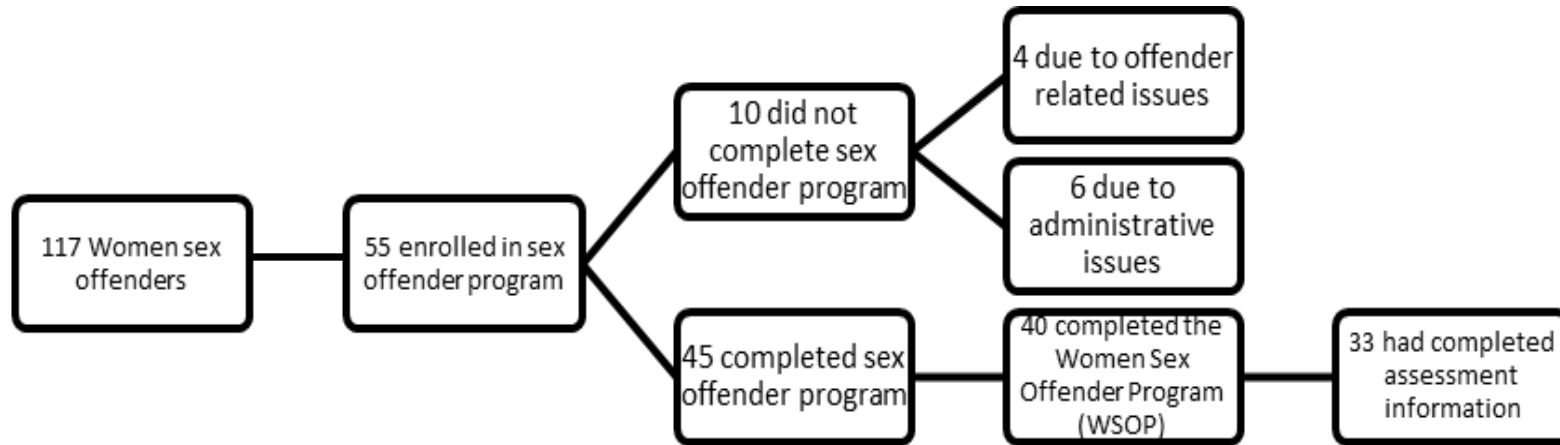 117 Women sex
offenders
55 enrolled in sex
offender program
10 did not
complete sex
offender program
4 due to offender
related issues
6 due to
administrative
issues
45 completed sex
offender program
40 completed the
Women Sex
Offender Program
(WSOP)
33 had completed
assessment
information